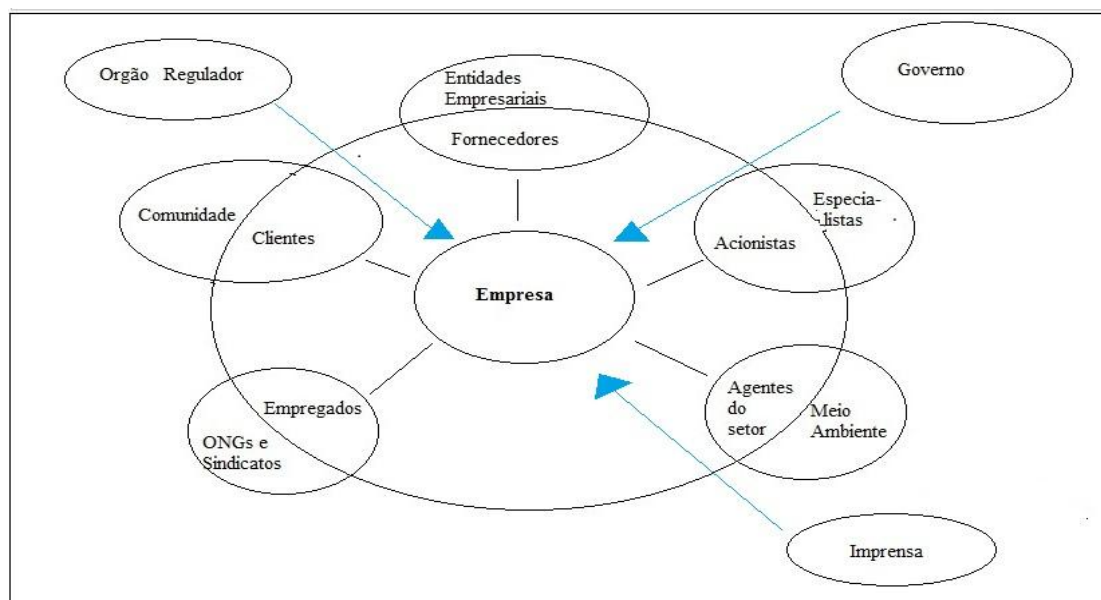 Orgão Regulador
Entidades
Empresariais
Fornecedores
Governo
Comunidade
Clientes
Especia-
listas
Acionistas
Empresa
Empregados
ONGs e
Sindicatos
Agentes
do
setor
Meio
Ambiente
Imprensa